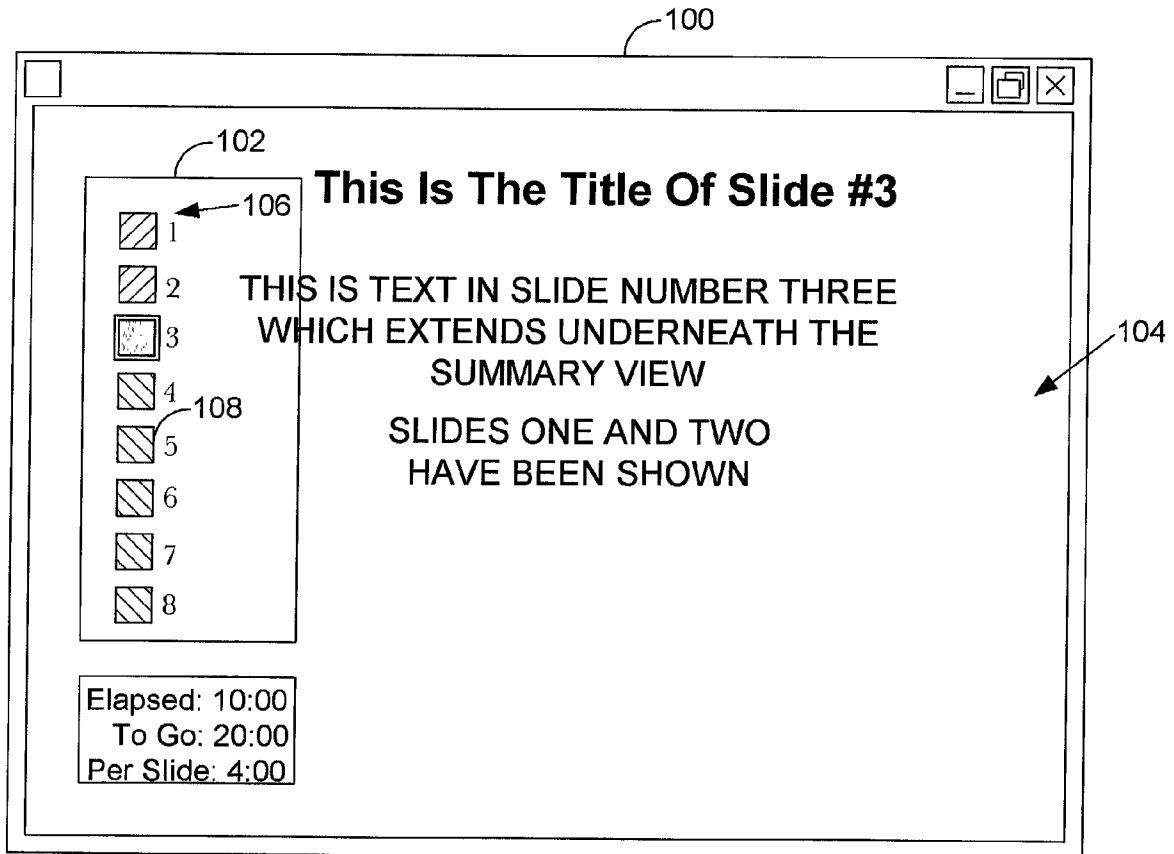 100
102
This Is The Title Of Slide #3
106
1
2
THIS IS TEXT IN SLIDE NUMBER THREE
3
WHICH EXTENDS UNDERNEATH THE
104
SUMMARY VIEW
4
108
SLIDES ONE AND TWO
5
HAVE BEEN SHOWN
6
7
8
Elapsed: 10:00
To Go: 20:00
Per Slide: 4:00